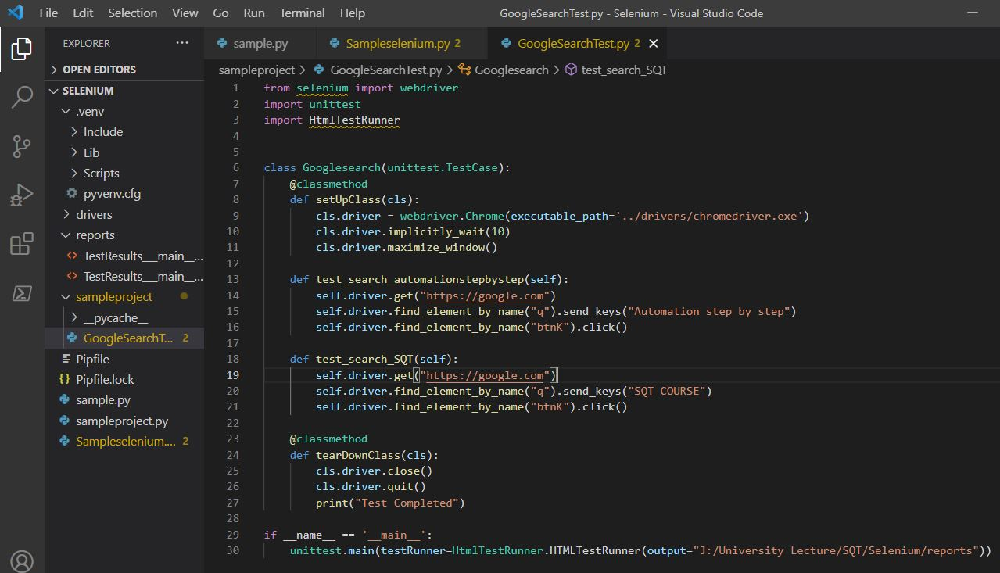 File Edit Selection View Go Run Terminal Help GoogleSearchTest.py - Selenium - Visual Studio Code
EXPLORER ...
OPEN EDITORS
SELENIUM
.venv
Include
Lib
Scripts
pyvenv.cfg
drivers
reports
TestResults___main__...
TestResults___main__...
sampleproject
__pycache__
GoogleSearchT... 2
Pipfile
Pipfile.lock
sample.py
sampleproject.py
Sampleselenium.... 2
sample.py Sampleselenium.py 2 GoogleSearchTest.py 2
sampleproject > GoogleSearchTest.py > Googlesearch > test_search_SQT
1 from selenium import webdriver
2 import unittest
3 import HtmlTestRunner
4
5
6 class Googlesearch(unittest.TestCase):
7     @classmethod
8     def setUpClass(cls):
9         cls.driver = webdriver.Chrome(executable_path='../drivers/chromedriver.exe')
10         cls.driver.implicitly_wait(10)
11         cls.driver.maximize_window()
12
13     def test_search_automationstepbystep(self):
14         self.driver.get("https://google.com")
15         self.driver.find_element_by_name("q").send_keys("Automation step by step")
16         self.driver.find_element_by_name("btnK").click()
17
18     def test_search_SQT(self):
19         self.driver.get("https://google.com")
20         self.driver.find_element_by_name("q").send_keys("SQT COURSE")
21         self.driver.find_element_by_name("btnK").click()
22
23     @classmethod
24     def tearDownClass(cls):
25         cls.driver.close()
26         cls.driver.quit()
27         print("Test Completed")
28
29 if __name__ == '__main__':
30     unittest.main(testRunner=HtmlTestRunner.HTMLTestRunner(output="J:/University Lecture/SQT/Selenium/reports"))